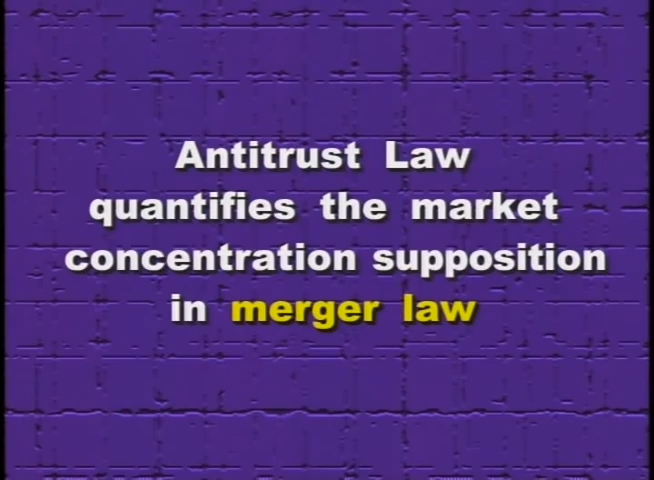 Antitrust Law
quantifies the market
concentration supposition
in merger law